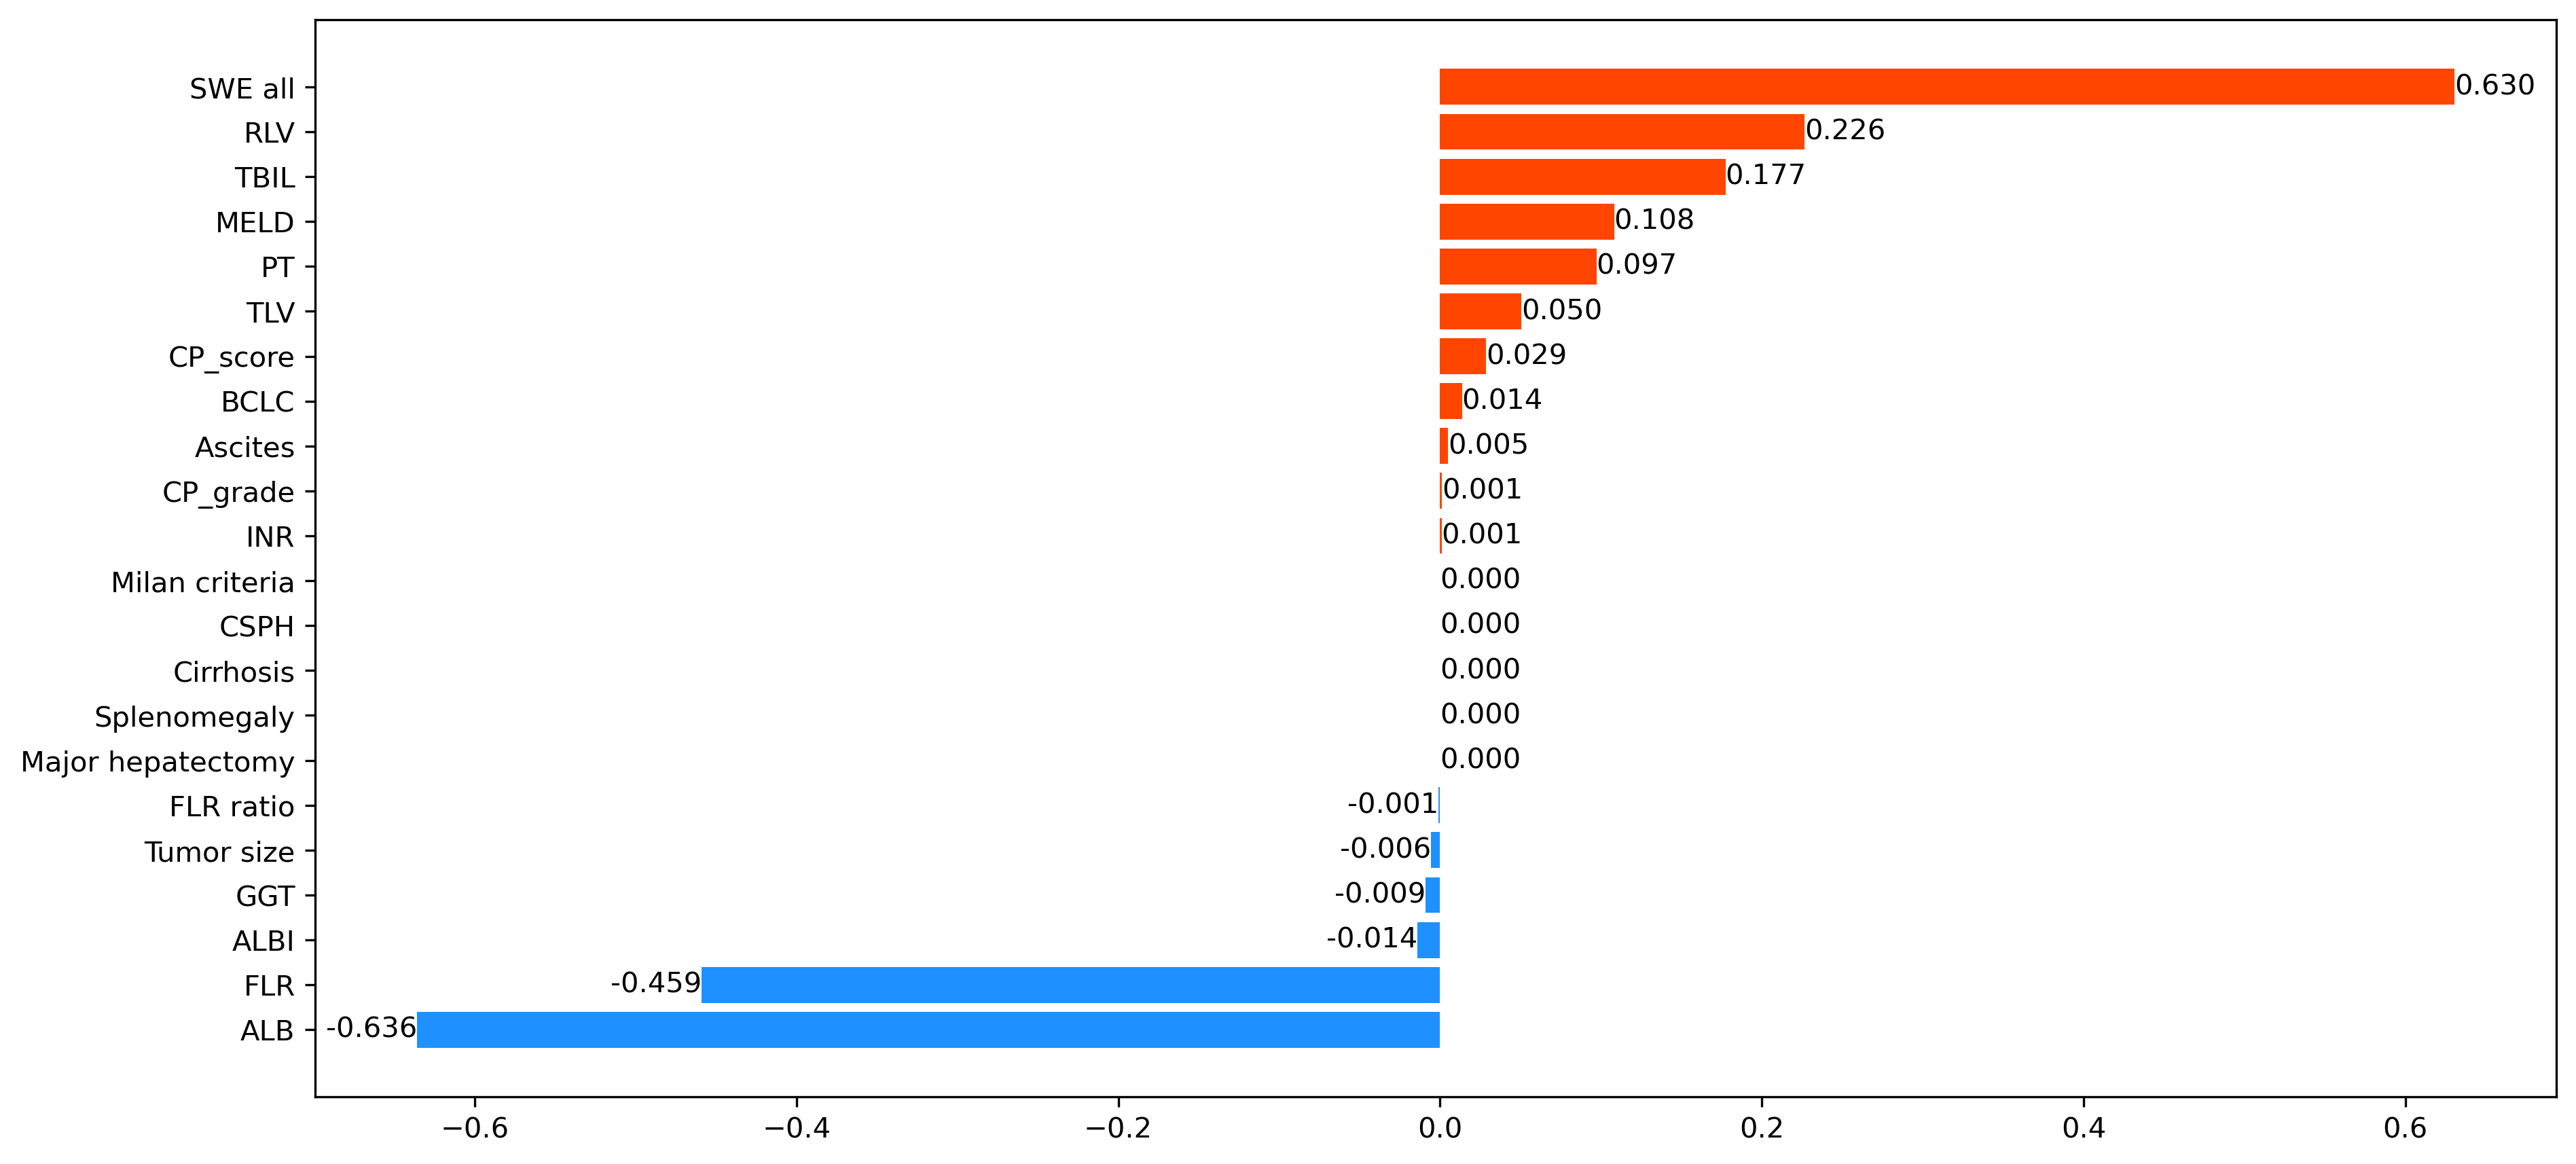 SWE all 0.630
RLV 0.226
TBIL 0.177
MELD 0.108
PT 0.097
TLV 0.050
CP_score 0.029
BCLC 0.014
Ascites 0.005
CP_grade 0.001
INR 0.001
Milan criteria 0.000
CSPH 0.000
Cirrhosis 0.000
Splenomegaly 0.000
Major hepatectomy 0.000
FLR ratio -0.001
Tumor size -0.006
GGT -0.009
ALBI -0.014
FLR -0.459
ALB -0.636
−0.6 −0.4 −0.2 0.0 0.2 0.4 0.6